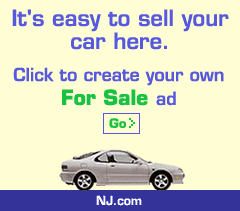 It's easy to sell your
car here.
Click to create your own
For Sale ad
Go >
NJ.com